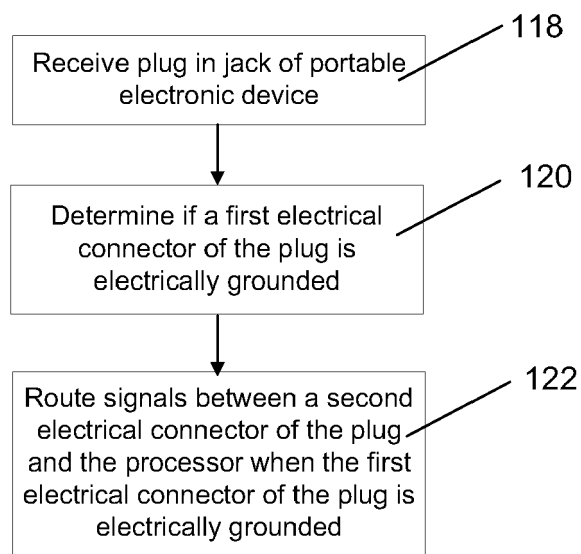 118
Receive plug in jack of portable
electronic device
120
Determine if a first electrical
connector of the plug is
electrically grounded
122
Route signals between a second
electrical connector of the plug
and the processor when the first
electrical connector of the plug is
electrically grounded